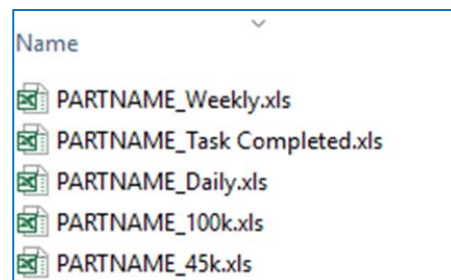 Name
PARTNAME_Weekly.xls
PARTNAME_Task Completed.xls
PARTNAME_Daily.xls
PARTNAME_100k.xls
PARTNAME_45k.xls